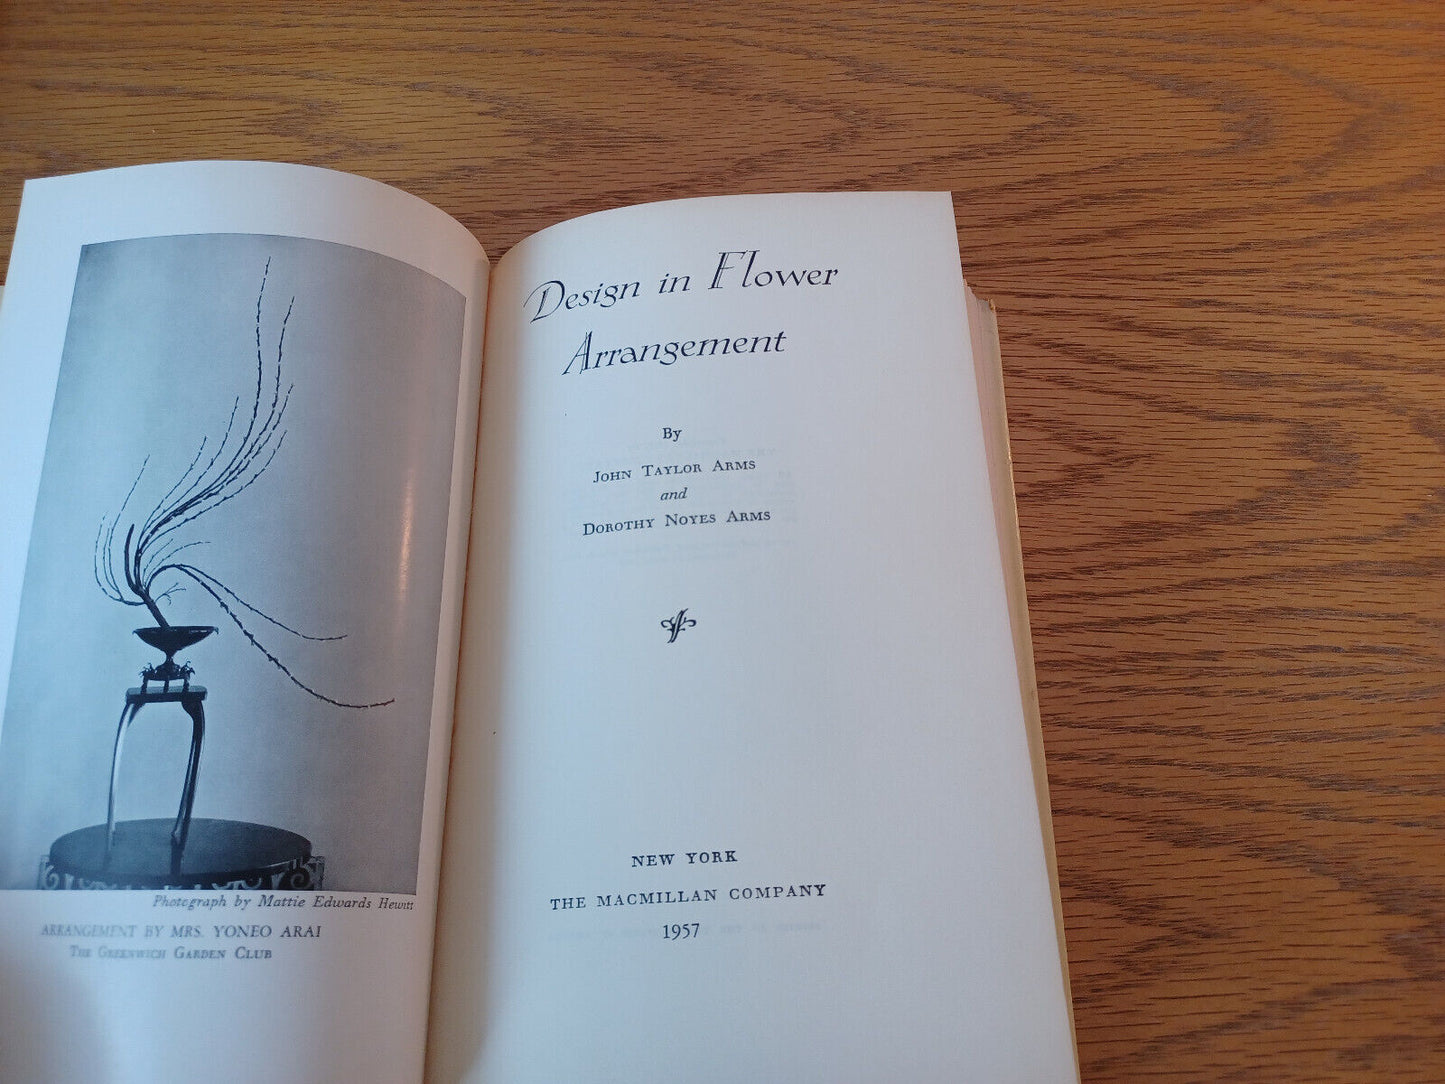 Photograph by Mattie Edwards Hewitt
ARRANGEMENT BY MRS. YONEO ARAI
THE GREENWICH GARDEN CLUB
Design in Flower
Arrangement
By
JOHN TAYLOR ARMS
and
DOROTHY NOYES ARMS
NEW YORK
THE MACMILLAN COMPANY
1957